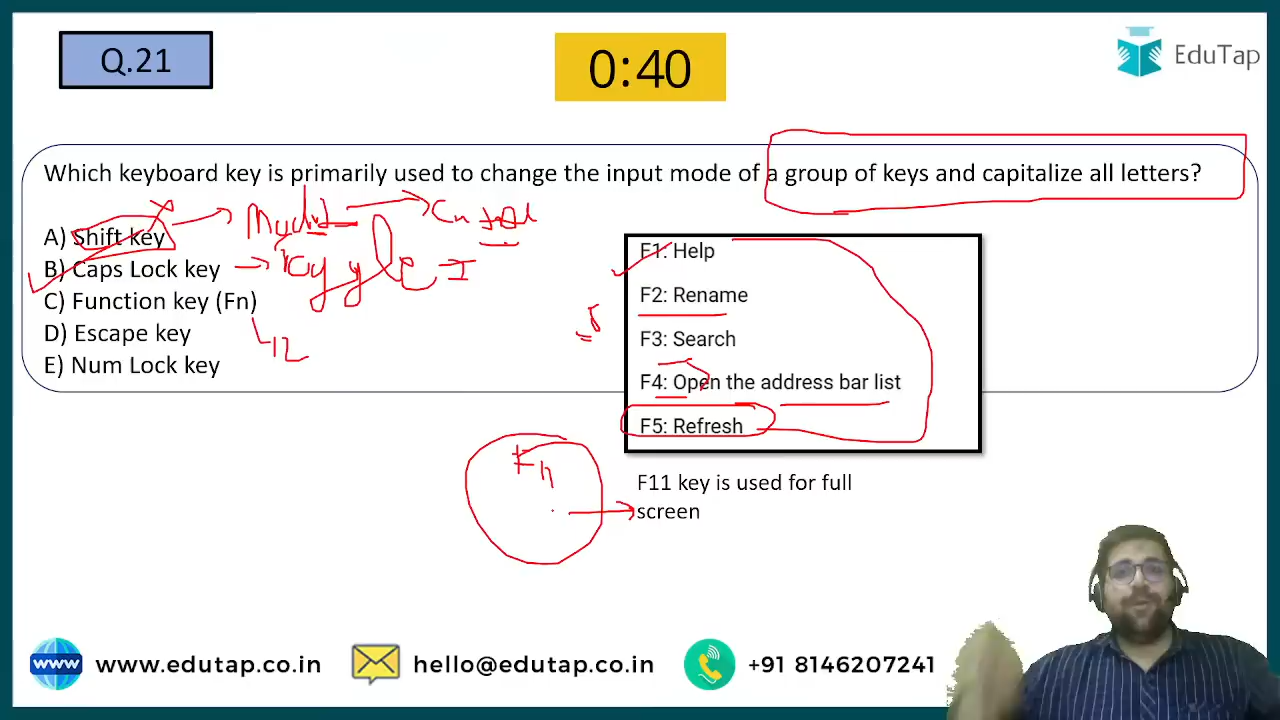 Q.21
0:40
EduTap
Which keyboard key is primarily used to change the input mode of a group of keys and capitalize all letters?
A) Shift key
B) Caps Lock key
C) Function key (Fn)
D) Escape key
E) Num Lock key
12
F1: Help
F2: Rename
F3: Search
F4: Open the address bar list
F5: Refresh
F11 key is used for full
screen
www
www.edutap.co.in
hello@edutap.co.in
+91 8146207241